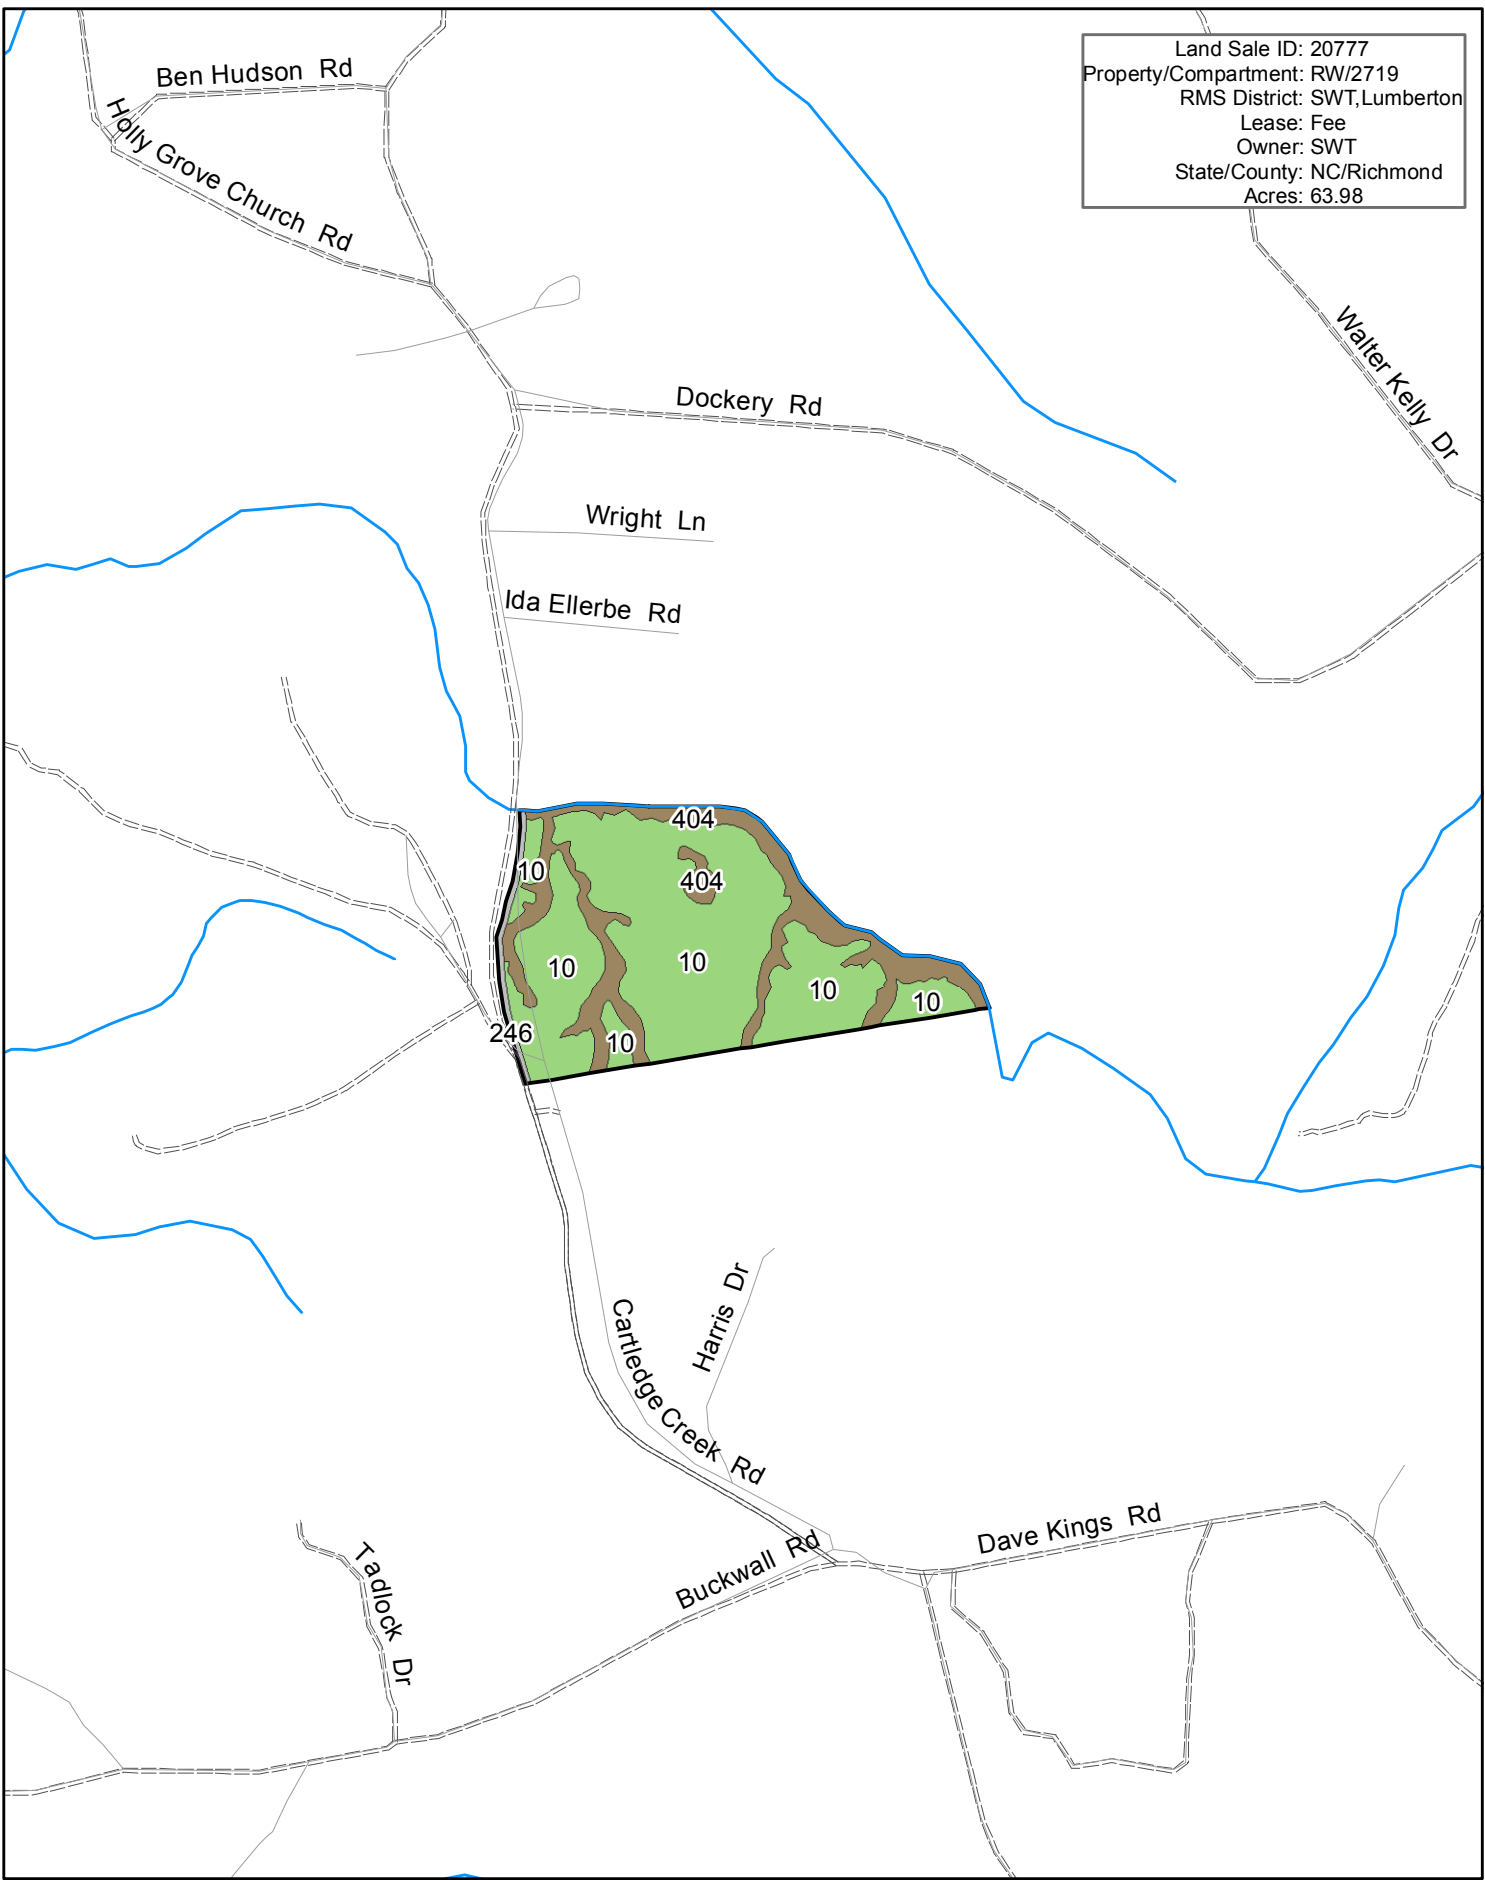 Land Sale ID: 20777
Property/Compartment: RW/2719
RMS District: SWT,Lumberton
Lease: Fee
Owner: SWT
State/County: NC/Richmond
Acres: 63.98
Ben Hudson Rd
Holly Grove Church Rd
Walter Kelly Dr
Dockery Rd
Wright Ln
Ida Ellerbe Rd
404
10
404
10
10
10
10
246
10
Harris Dr
Cartledge Creek Rd
Dave Kings Rd
Buckwall Rd
Tadlock Dr